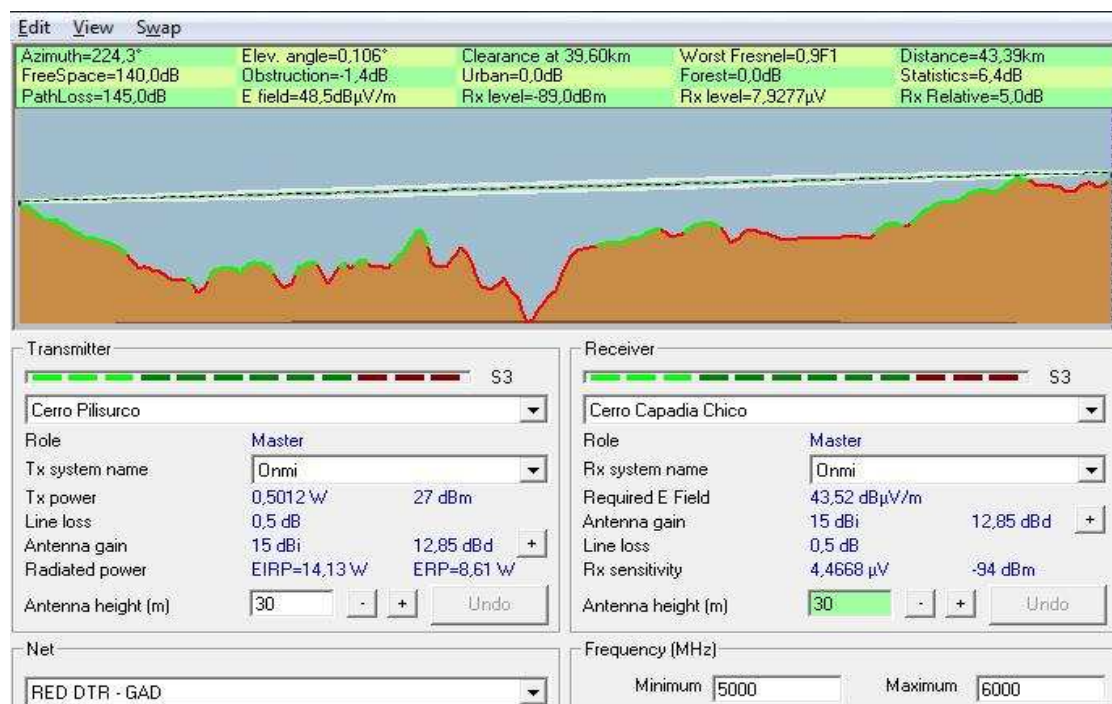 Edit View Swap
Azimuth=224,3° Elev. angle=0,106° Clearance at 39,60km Worst Fresnel=0,9F1 Distance=43,39km
FreeSpace=140,0dB Obstruction=-1,4dB Urban=0,0dB Forest=0,0dB Statistics=6,4dB
PathLoss=145,0dB E field=48,5dBµV/m Rx level=-89,0dBm Rx level=7,9277µV Rx Relative=5,0dB
Transmitter
S3
Cerro Pilisurco
Role Master
Tx system name Onmi
Tx power 0,5012 W 27 dBm
Line loss 0,5 dB
Antenna gain 15 dBi 12,85 dBd +
Radiated power EIRP=14,13 W ERP=8,61 W
Antenna height (m) 30 - + Undo
Receiver
S3
Cerro Capadia Chico
Role Master
Rx system name Onmi
Required E Field 43,52 dBµV/m
Antenna gain 15 dBi 12,85 dBd +
Line loss 0,5 dB
Rx sensitivity 4,4668 µV -94 dBm
Antenna height (m) 30 - + Undo
Net
RED DTR - GAD
Frequency (MHz)
Minimum 5000 Maximum 6000